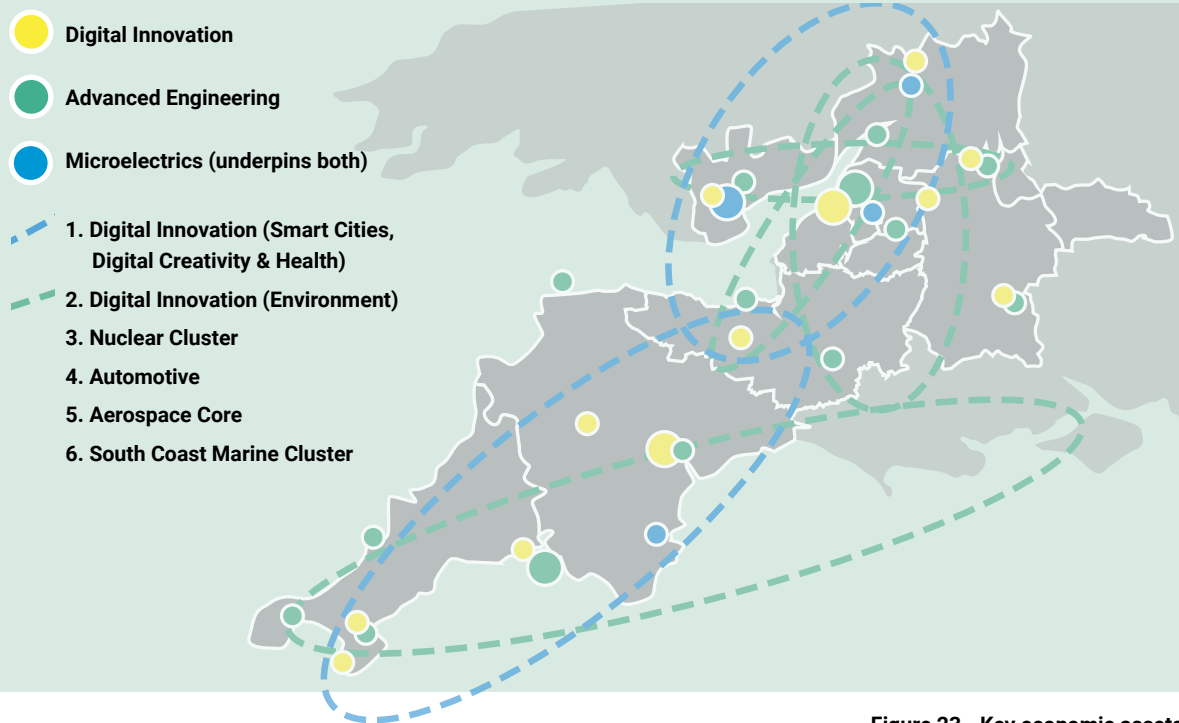 Digital Innovation
Advanced Engineering
Microelectrics (underpins both)
1. Digital Innovation (Smart Cities,
Digital Creativity & Health)
2. Digital Innovation (Environment)
3. Nuclear Cluster
4. Automotive
5. Aerospace Core
6. South Coast Marine Cluster